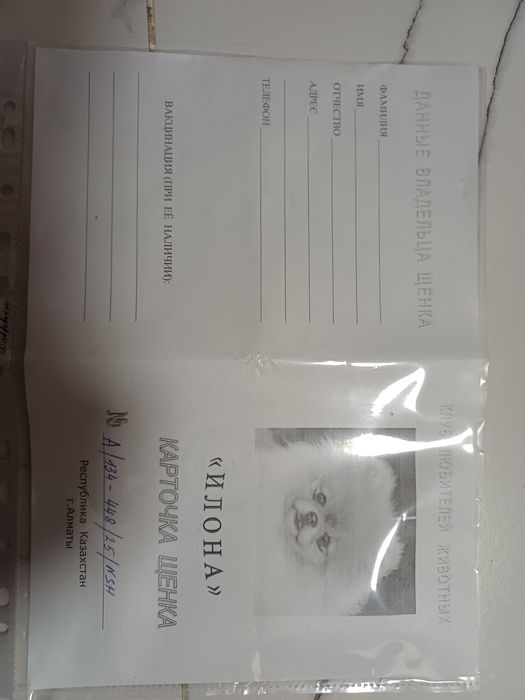 ДАННЫЕ ВЛАДЕЛЬЦА ЩЕНКА
ФАМИЛИЯ
ИМЯ
ОТЧЕСТВО
АДРЕС
ТЕЛЕФОН
ВАКЦИНАЦИЯ (ПРИ ЕЁ НАЛИЧИИ):
КЛУБ ЛЮБИТЕЛЕЙ ЖИВОТНЫХ
«ИЛОНА»
КАРТОЧКА ЩЕНКА
№ A/134-448/25/NSH
Республика Казахстан
г.Алматы